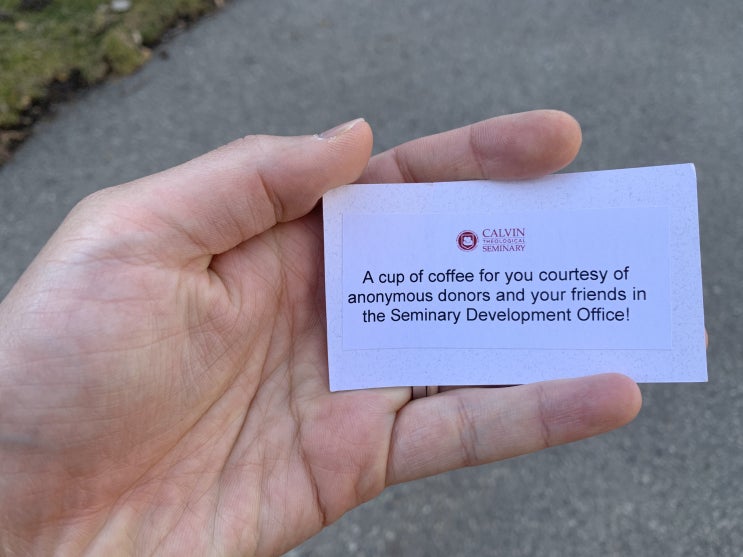 CALVIN
THEOLOGICAL
SEMINARY
A cup of coffee for you courtesy of
anonymous donors and your friends in
the Seminary Development Office!